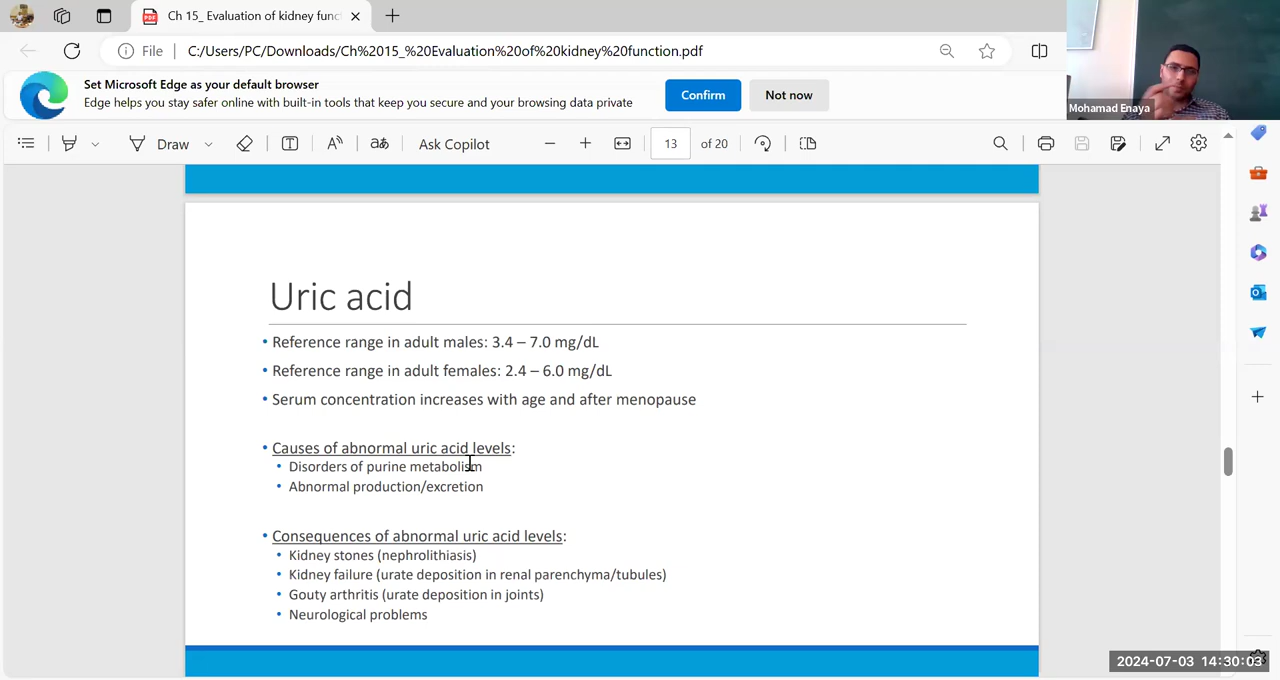 Ch 15_ Evaluation of kidney func
File
C:/Users/PC/Downloads/Ch%2015_%20Evaluation%20of%20kidney%20function.pdf
Set Microsoft Edge as your default browser
Edge helps you stay safer online with built-in tools that keep you secure and your browsing data private
Confirm
Not now
Mohamad Enaya
Draw
Ask Copilot
13 of 20
Uric acid
• Reference range in adult males: 3.4 – 7.0 mg/dL
• Reference range in adult females: 2.4 – 6.0 mg/dL
• Serum concentration increases with age and after menopause
• Causes of abnormal uric acid levels:
• Disorders of purine metabolism
• Abnormal production/excretion
• Consequences of abnormal uric acid levels:
• Kidney stones (nephrolithiasis)
• Kidney failure (urate deposition in renal parenchyma/tubules)
• Gouty arthritis (urate deposition in joints)
• Neurological problems
2024-07-03 14:30:03